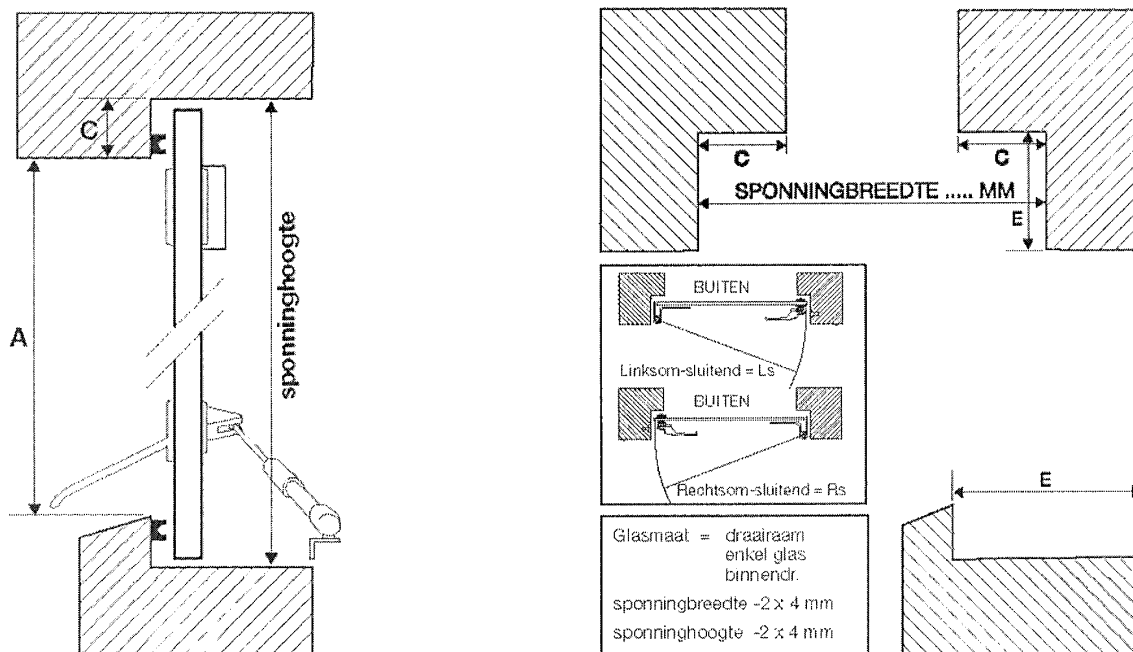 C
A
sponninghoogte
C
C
SPONNINGBREEDTE ..... MM
E
BUITEN
Linksom-sluitend = Ls
BUITEN
Rechtsom-sluitend = Rs
E
Glasmaat = draairaam
enkel glas
binnendr.
sponningbreedte -2 x 4 mm
sponninghoogte -2 x 4 mm